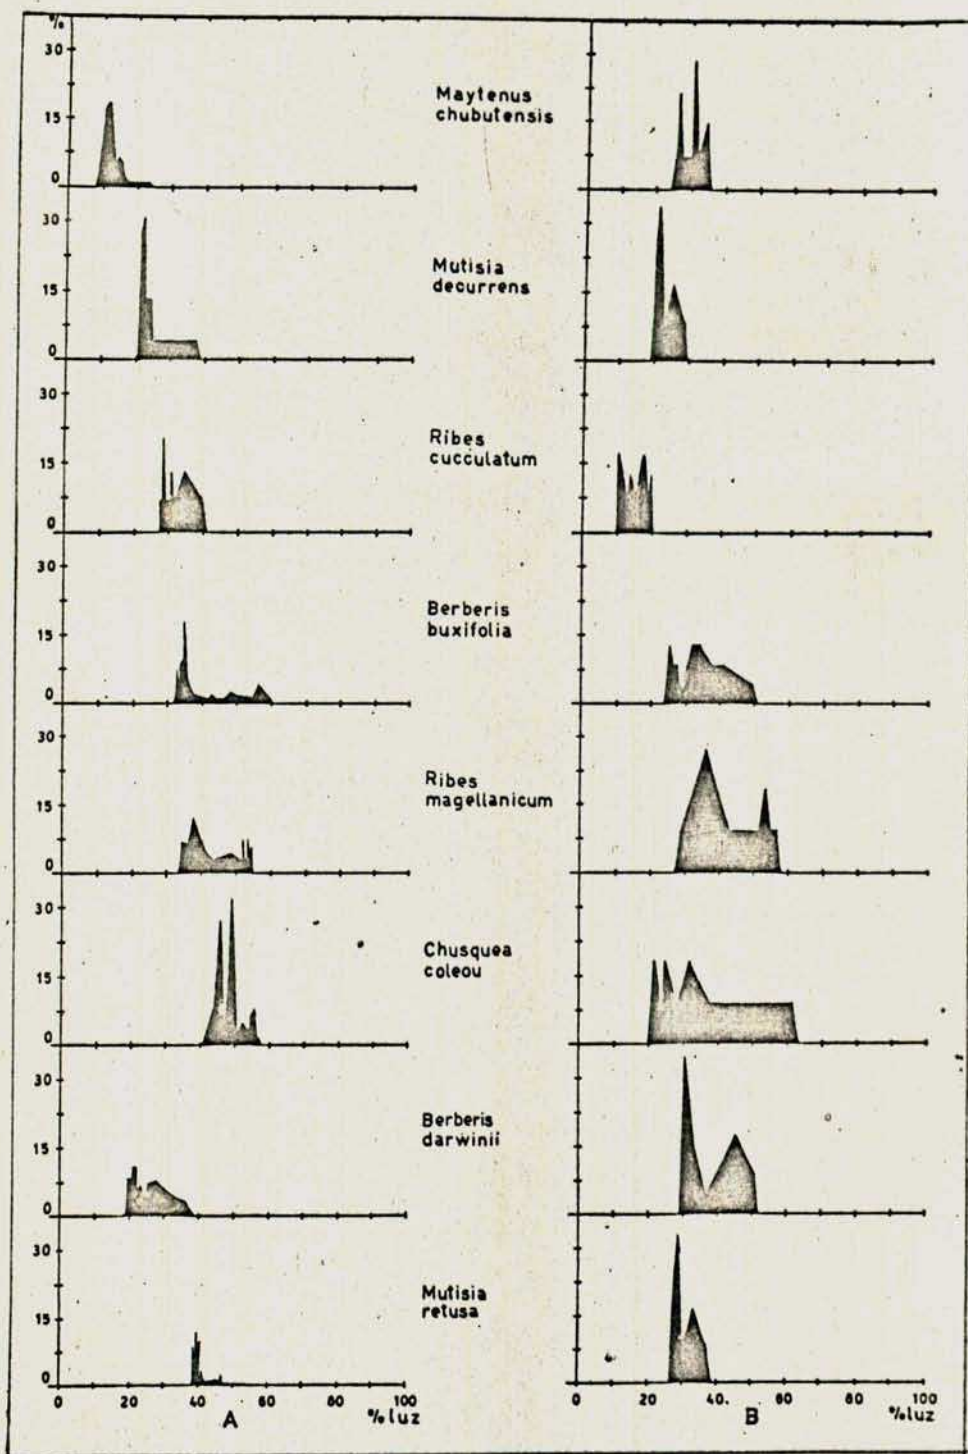 %
30
15
0
Maytenus
chubutensis
30
15
0
Mutisia
decurrens
30
15
0
Ribes
cucculatum
30
15
0
Berberis
buxifolia
30
15
0
Ribes
magellanicum
30
15
0
Chusquea
coleou
30
15
0
Berberis
darwinii
30
15
0
Mutisia
retusa
0 20 40 60 80 100
A %luz
0 20 40 60 80 100
B %luz